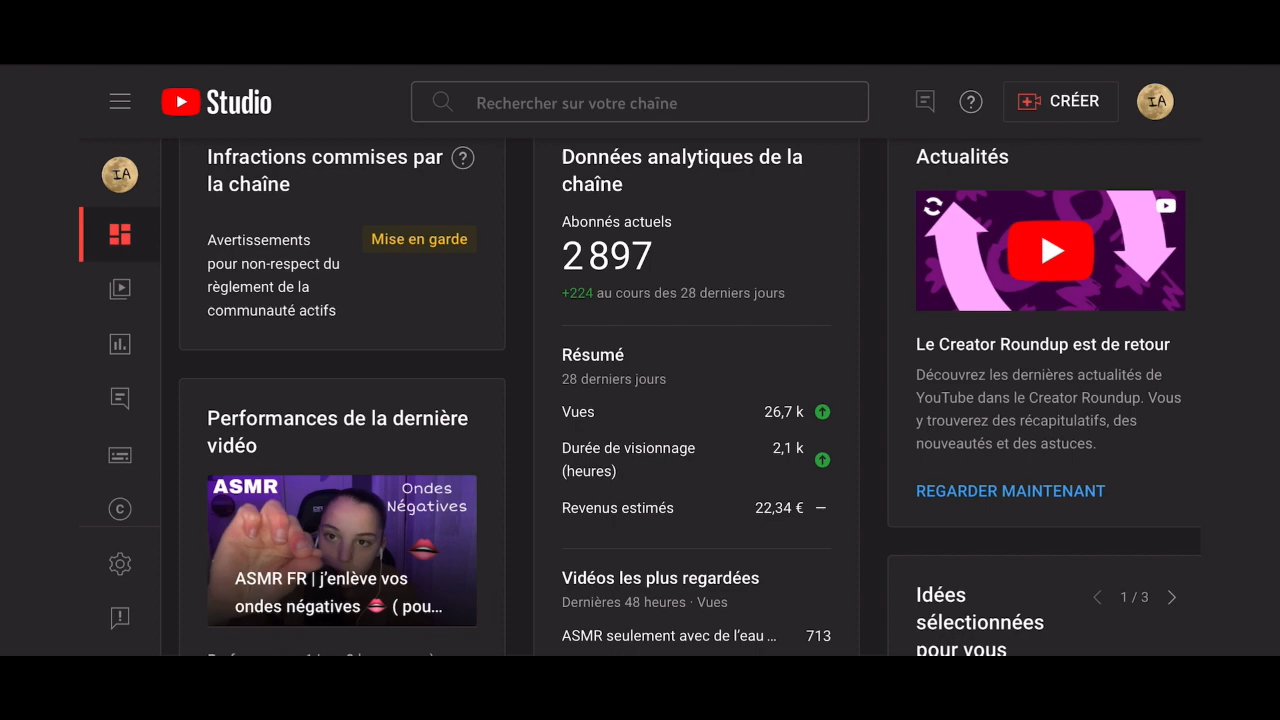 Studio
Rechercher sur votre chaîne
CRÉER
IA
IA
Infractions commises par
la chaîne
Avertissements
pour non-respect du
règlement de la
communauté actifs
Mise en garde
Performances de la dernière
vidéo
ASMR
Ondes
Négatives
ASMR FR | j’enlève vos
ondes négatives 👄 ( pou...
Données analytiques de la
chaîne
Abonnés actuels
2 897
+224 au cours des 28 derniers jours
Résumé
28 derniers jours
Vues 26,7 k
Durée de visionnage 2,1 k
(heures)
Revenus estimés 22,34 € —
Vidéos les plus regardées
Dernières 48 heures · Vues
ASMR seulement avec de l’eau ... 713
Actualités
Le Creator Roundup est de retour
Découvrez les dernières actualités de
YouTube dans le Creator Roundup. Vous
y trouverez des récapitulatifs, des
nouveautés et des astuces.
REGARDER MAINTENANT
Idées
sélectionnées
pour vous
1 / 3